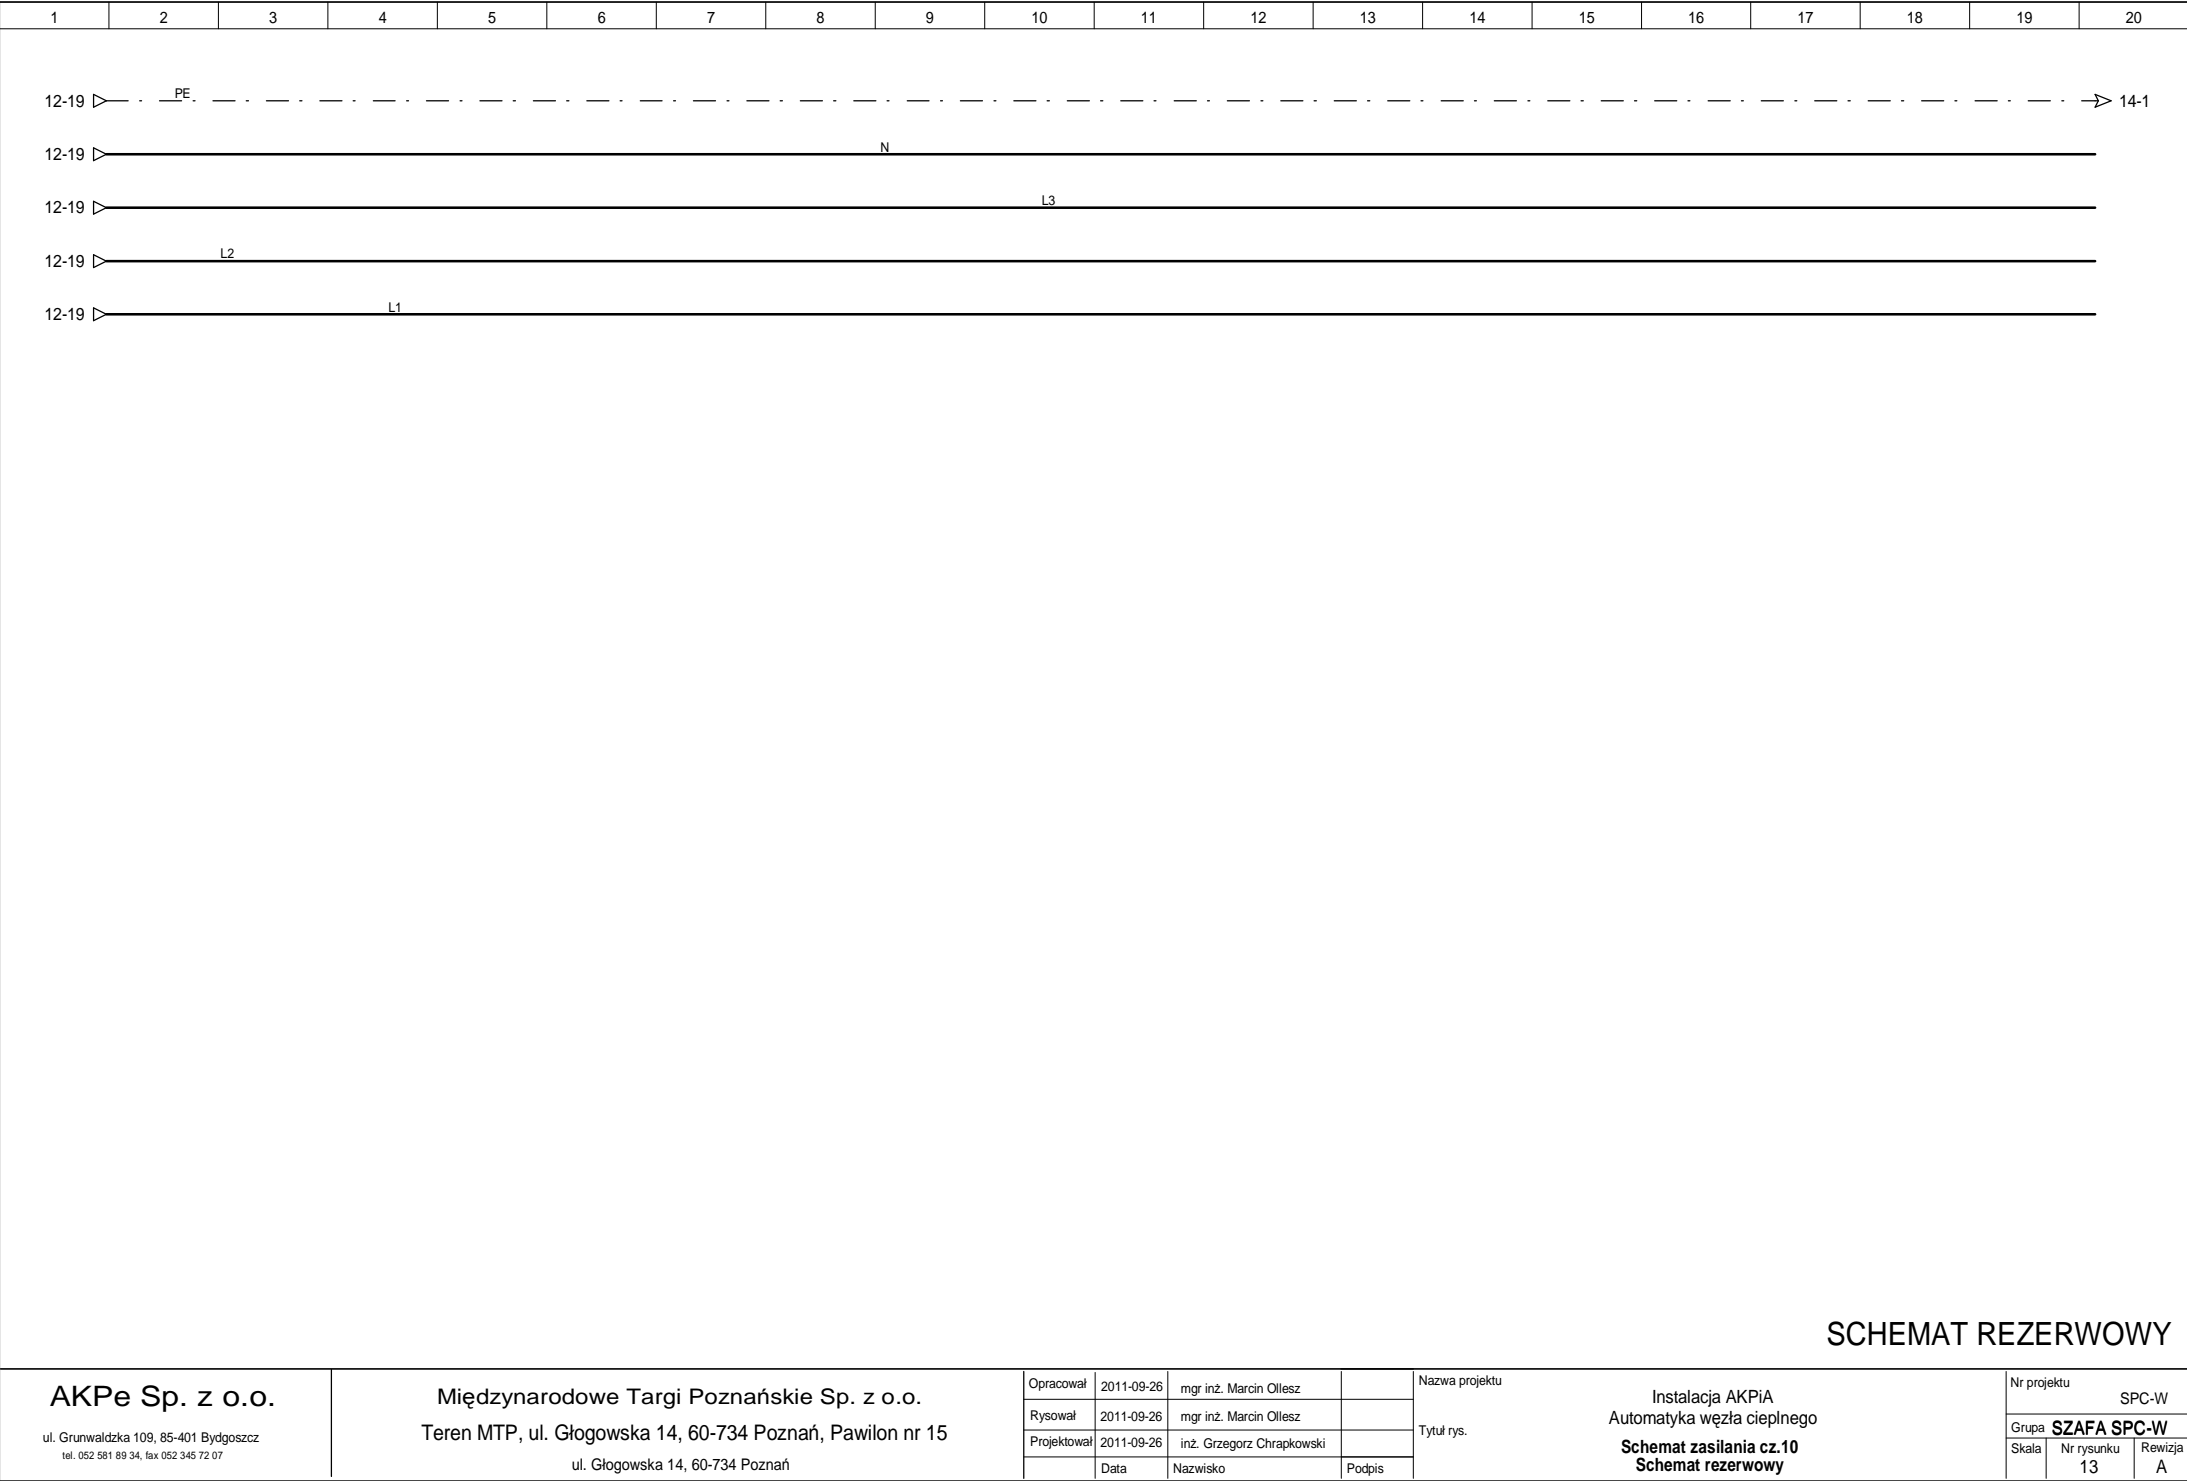 1 2 3 4 5 6 7 8 9 10 11 12 13 14 15 16 17 18 19 20
12-19 PE 14-1
12-19 N
12-19 L3
12-19 L2
12-19 L1
SCHEMAT REZERWOWY
AKPe Sp. z o.o.
ul. Grunwaldzka 109, 85-401 Bydgoszcz
tel. 052 581 89 34, fax 052 345 72 07
Międzynarodowe Targi Poznańskie Sp. z o.o.
Teren MTP, ul. Głogowska 14, 60-734 Poznań, Pawilon nr 15
ul. Głogowska 14, 60-734 Poznań
Opracował 2011-09-26 mgr inż. Marcin Ollesz
Rysował 2011-09-26 mgr inż. Marcin Ollesz
Projektował 2011-09-26 inż. Grzegorz Chrapkowski
Data Nazwisko Podpis
Nazwa projektu
Instalacja AKPiA
Automatyka węzła cieplnego
Tytuł rys.
Schemat zasilania cz.10
Schemat rezerwowy
Nr projektu
SPC-W
Grupa SZAFA SPC-W
Skala Nr rysunku Rewizja
13 A